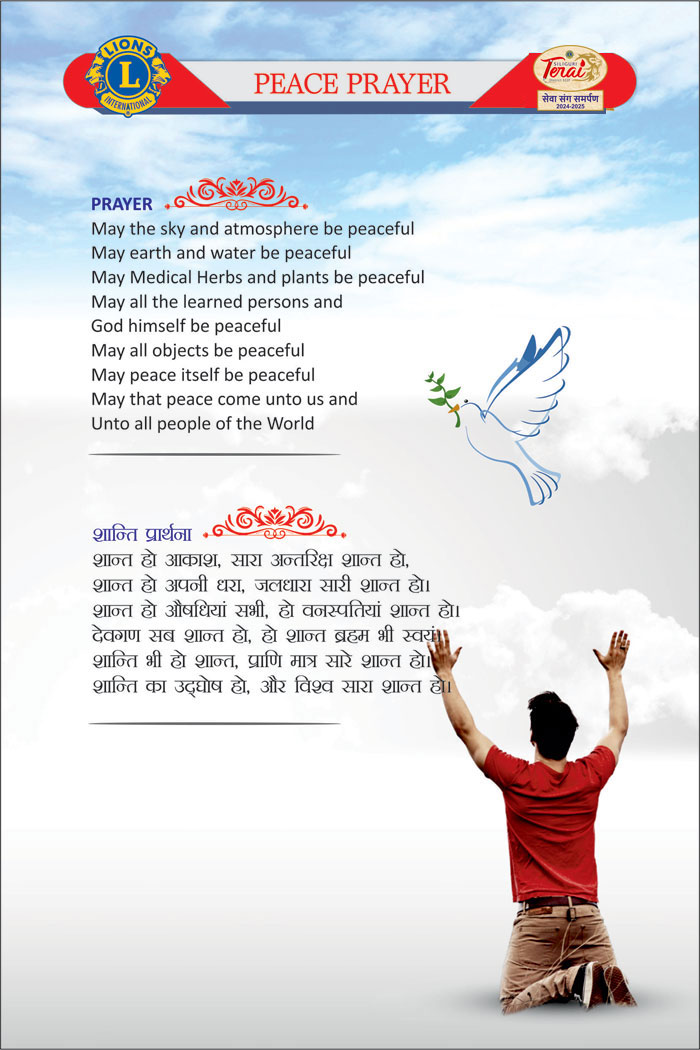 LIONS
L
INTERNATIONAL
PEACE PRAYER
SILIGURI
Terai
सेवा संग समर्पण
2024-2025
PRAYER
May the sky and atmosphere be peaceful
May earth and water be peaceful
May Medical Herbs and plants be peaceful
May all the learned persons and
God himself be peaceful
May all objects be peaceful
May peace itself be peaceful
May that peace come unto us and
Unto all people of the World
शान्ति प्रार्थना
शान्त हो आकाश, सारा अन्तरिक्ष शान्त हो,
शान्त हो अपनी धरा, जलधारा सारी शान्त हो।
शान्त हो औषधियां सभी, हो वनस्पतियां शान्त हो।
देवगण सब शान्त हो, हो शान्त ब्रहम भी स्वयं।
शान्ति भी हो शान्त, प्राणि मात्र सारे शान्त हो।
शान्ति का उद्घोष हो, और विश्व सारा शान्त हो।